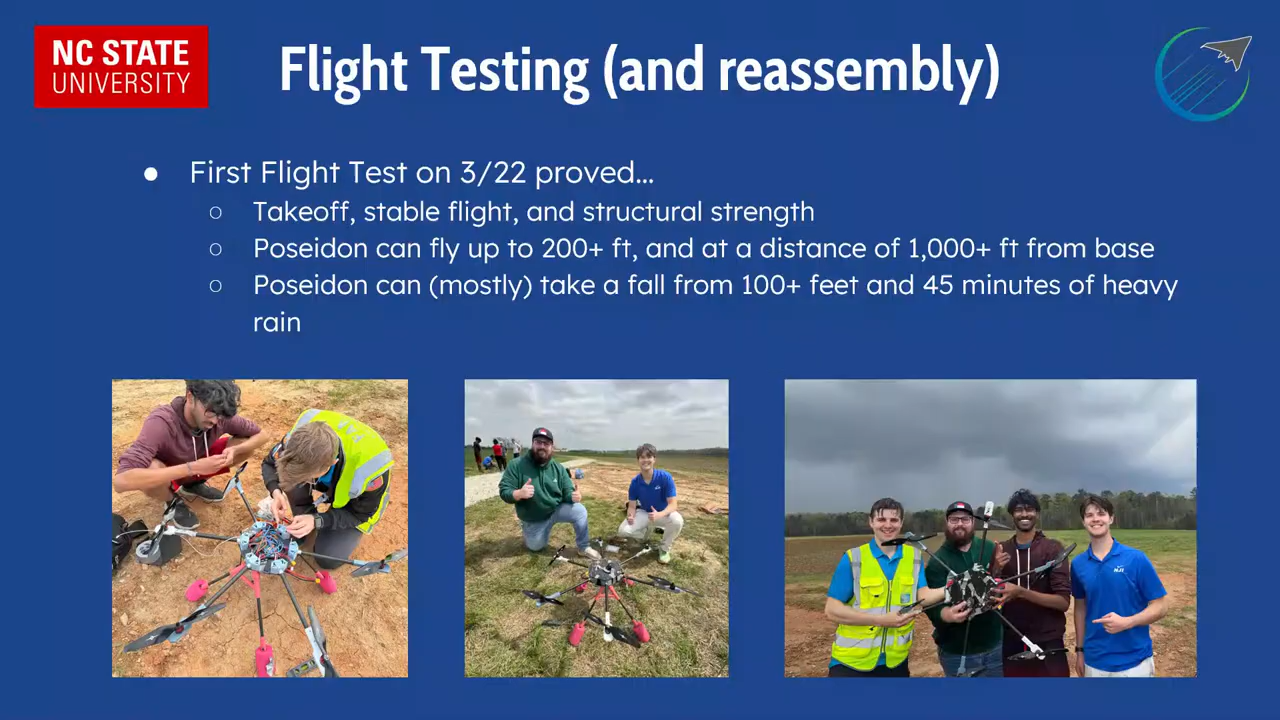 NC STATE
UNIVERSITY
Flight Testing (and reassembly)
● First Flight Test on 3/22 proved...
○ Takeoff, stable flight, and structural strength
○ Poseidon can fly up to 200+ ft, and at a distance of 1,000+ ft from base
○ Poseidon can (mostly) take a fall from 100+ feet and 45 minutes of heavy
rain